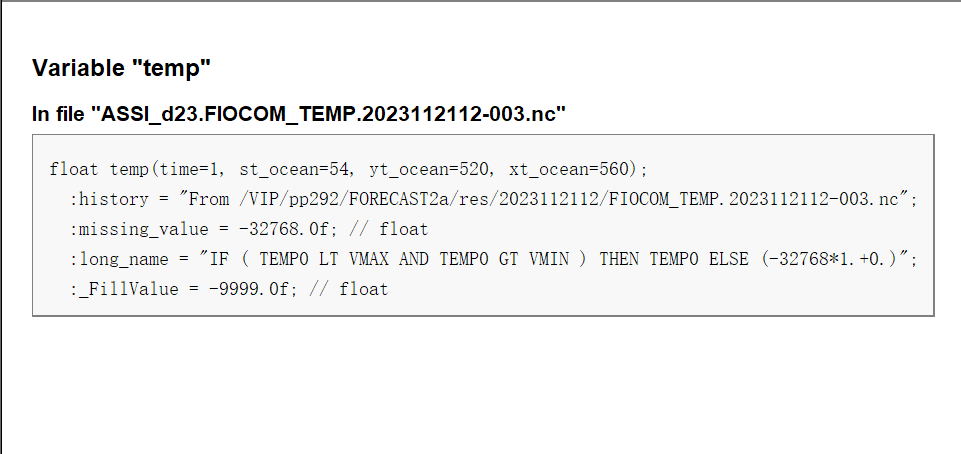 Variable "temp"
In file "ASSI_d23.FIOCOM_TEMP.2023112112-003.nc"
float temp(time=1, st_ocean=54, yt_ocean=520, xt_ocean=560);
:history = "From /VIP/pp292/FORECAST2a/res/2023112112/FIOCOM_TEMP.2023112112-003.nc";
:missing_value = -32768.0f; // float
:long_name = "IF ( TEMP0 LT VMAX AND TEMP0 GT VMIN ) THEN TEMP0 ELSE (-32768*1.+0.)";
:_FillValue = -9999.0f; // float